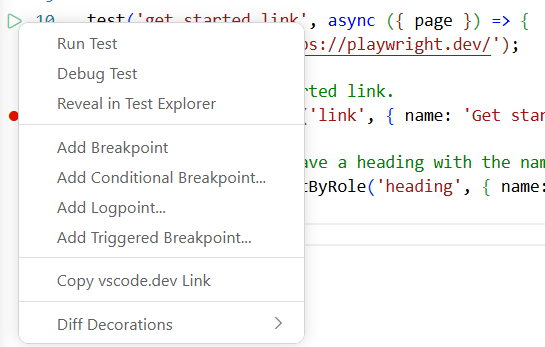 10 test('get started link', async ({ page }) => {
Run Test
ps://playwright.dev/');
Debug Test
rted link.
Reveal in Test Explorer
('link', { name: 'Get star
Add Breakpoint
ave a heading with the nam
Add Conditional Breakpoint...
tByRole('heading', { name:
Add Logpoint...
Add Triggered Breakpoint...
Copy vscode.dev Link
Diff Decorations